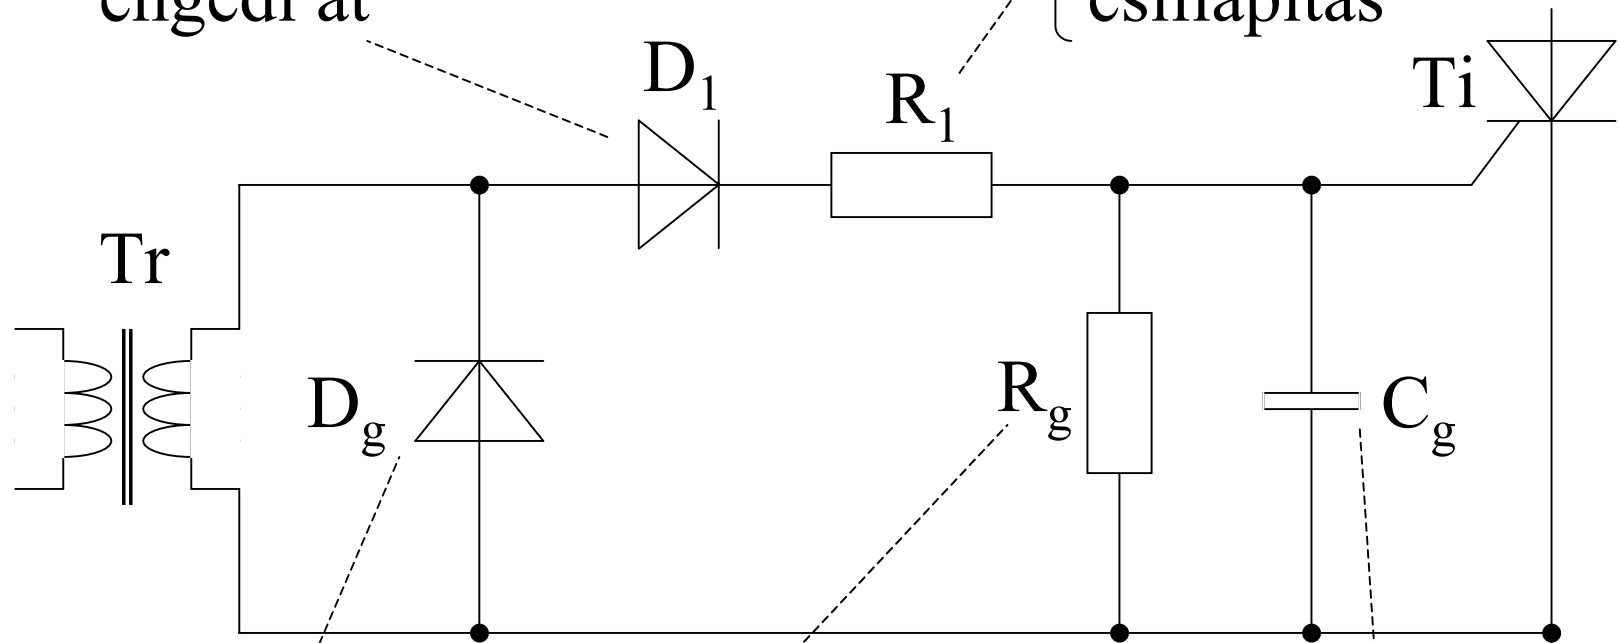 engedi át
csillapítás
D1
R1
Ti
Tr
Dg
Rg
Cg